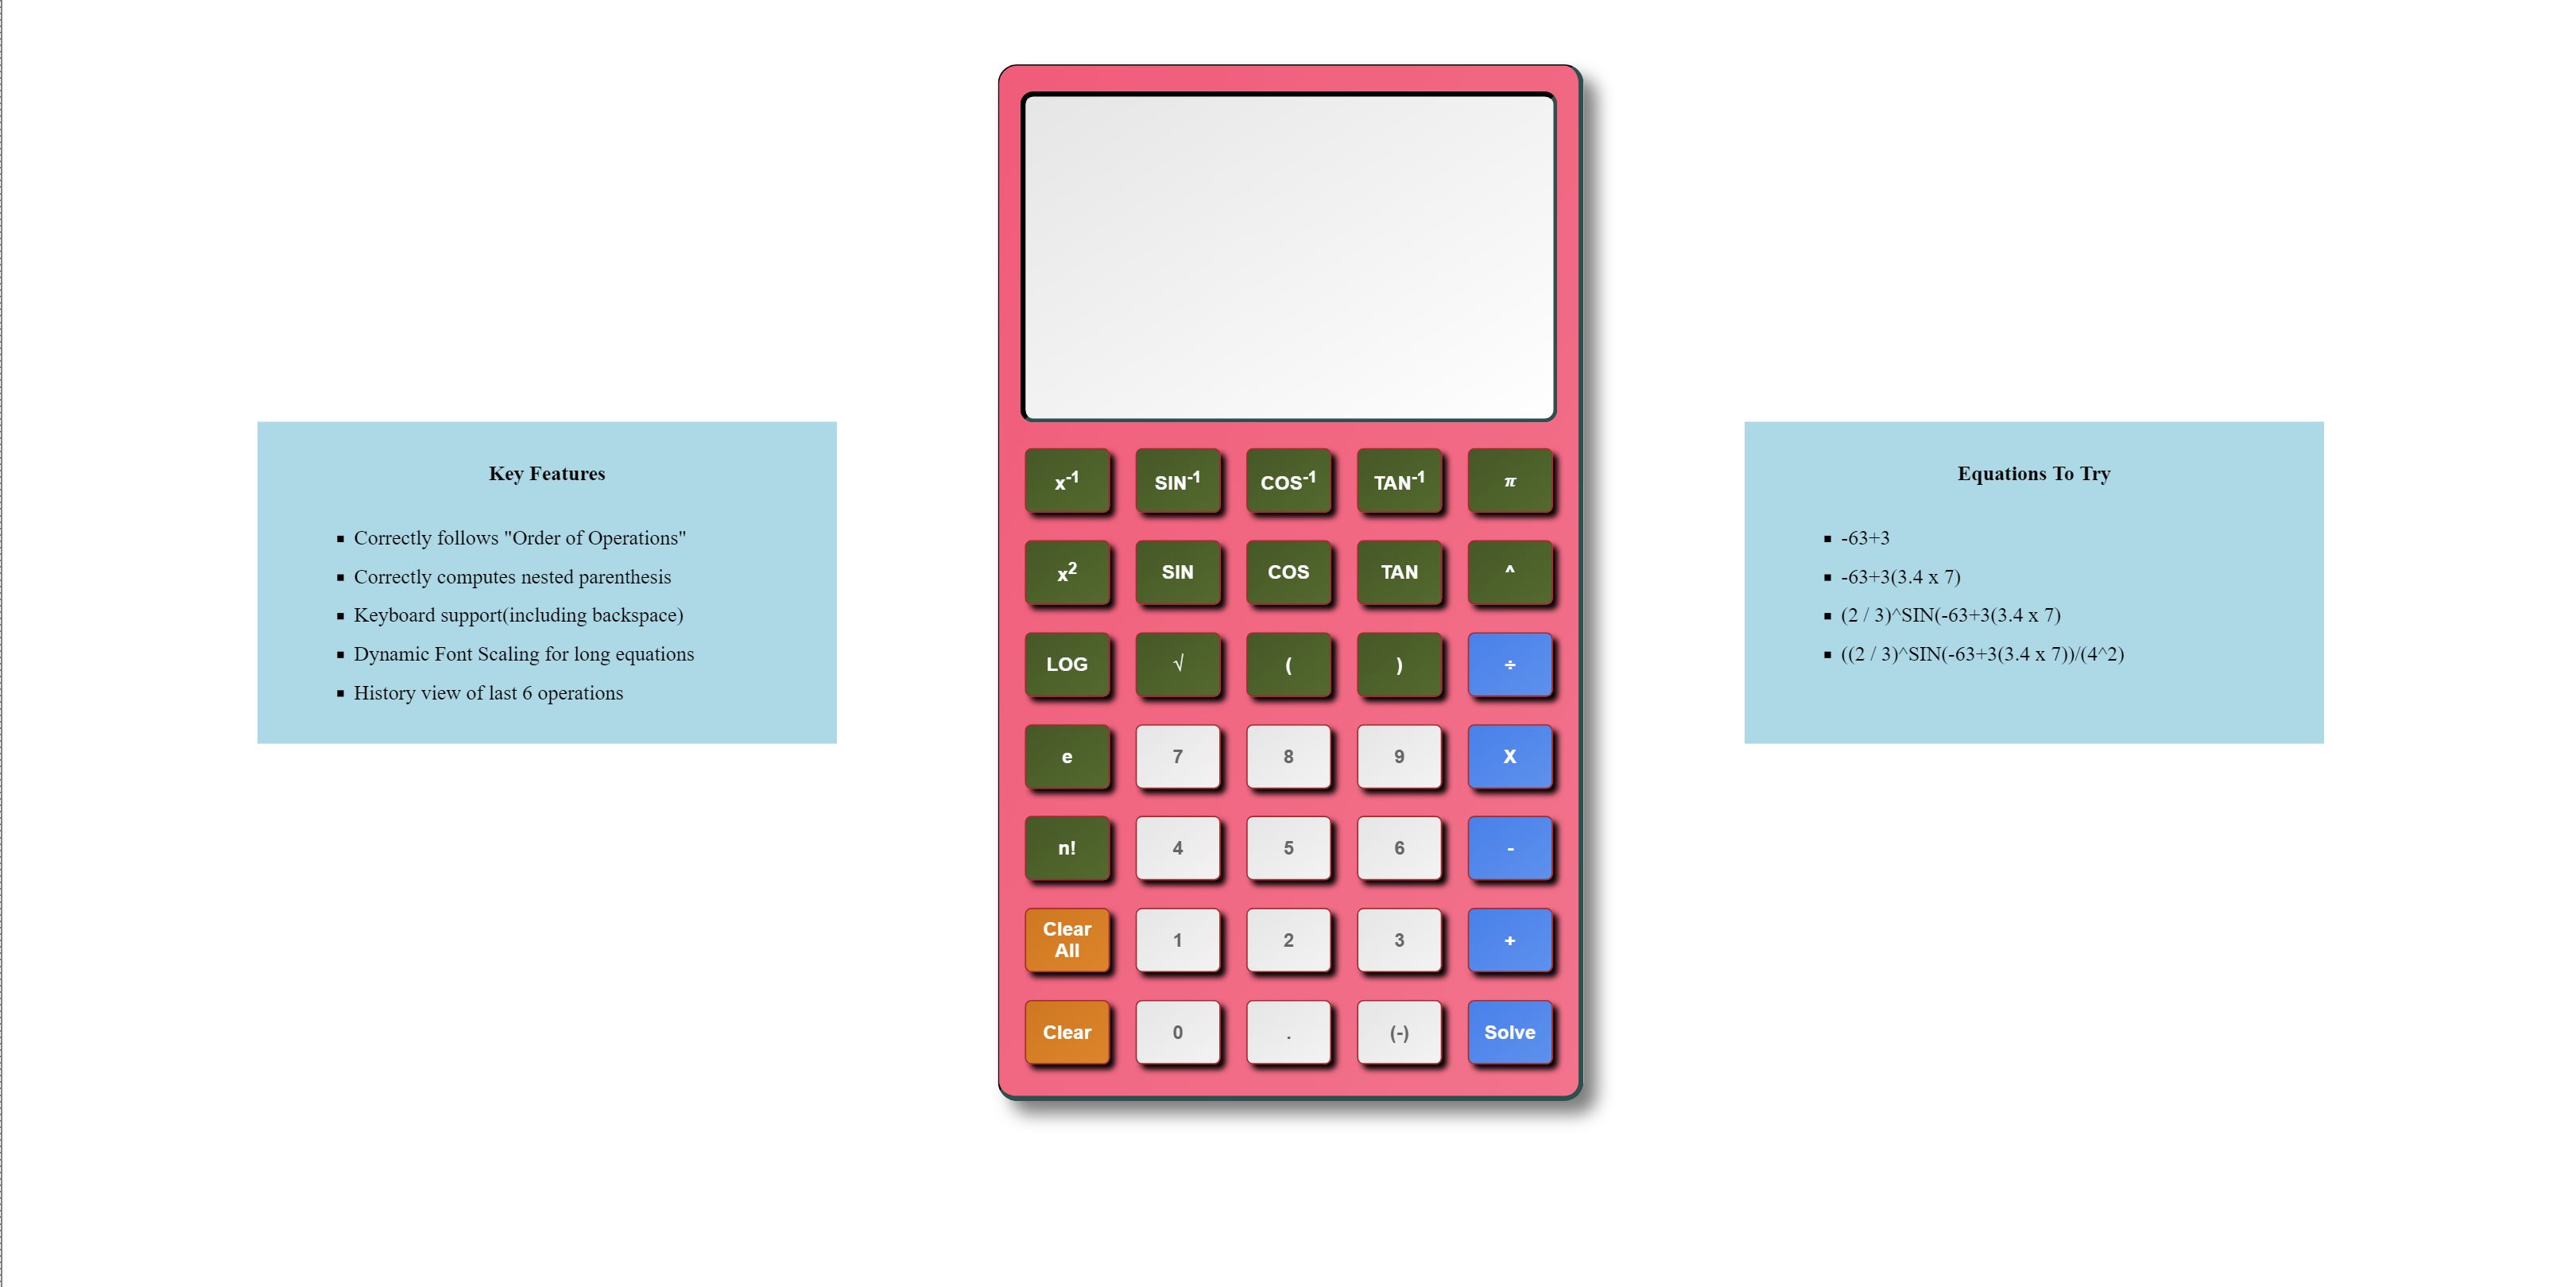 x-1 SIN-1 COS-1 TAN-1 π
Key Features
Correctly follows "Order of Operations"
Correctly computes nested parenthesis
Keyboard support(including backspace)
Dynamic Font Scaling for long equations
History view of last 6 operations
x2 SIN COS TAN ^
LOG √ ( ) ÷
e 7 8 9 X
n! 4 5 6 -
Clear
All 1 2 3 +
Clear 0 . (-) Solve
Equations To Try
-63+3
-63+3(3.4 x 7)
(2 / 3)^SIN(-63+3(3.4 x 7)
((2 / 3)^SIN(-63+3(3.4 x 7))/(4^2)